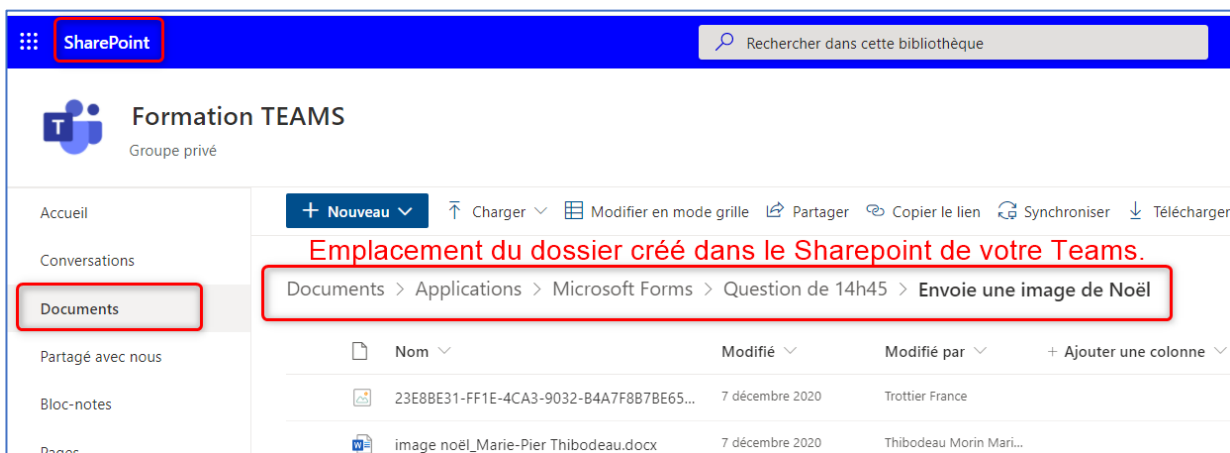 SharePoint
Rechercher dans cette bibliothèque
T
Formation TEAMS
Groupe privé
Accueil
Conversations
Documents
Partagé avec nous
Bloc-notes
Pages
+ Nouveau
Charger
Modifier en mode grille
Partager
Copier le lien
Synchroniser
Télécharger
Emplacement du dossier créé dans le Sharepoint de votre Teams.
Documents > Applications > Microsoft Forms > Question de 14h45 > Envoie une image de Noël
Nom Modifié Modifié par + Ajouter une colonne
23E8BE31-FF1E-4CA3-9032-B4A7F8B7BE65... 7 décembre 2020 Trottier France
image noël_Marie-Pier Thibodeau.docx 7 décembre 2020 Thibodeau Morin Mari...